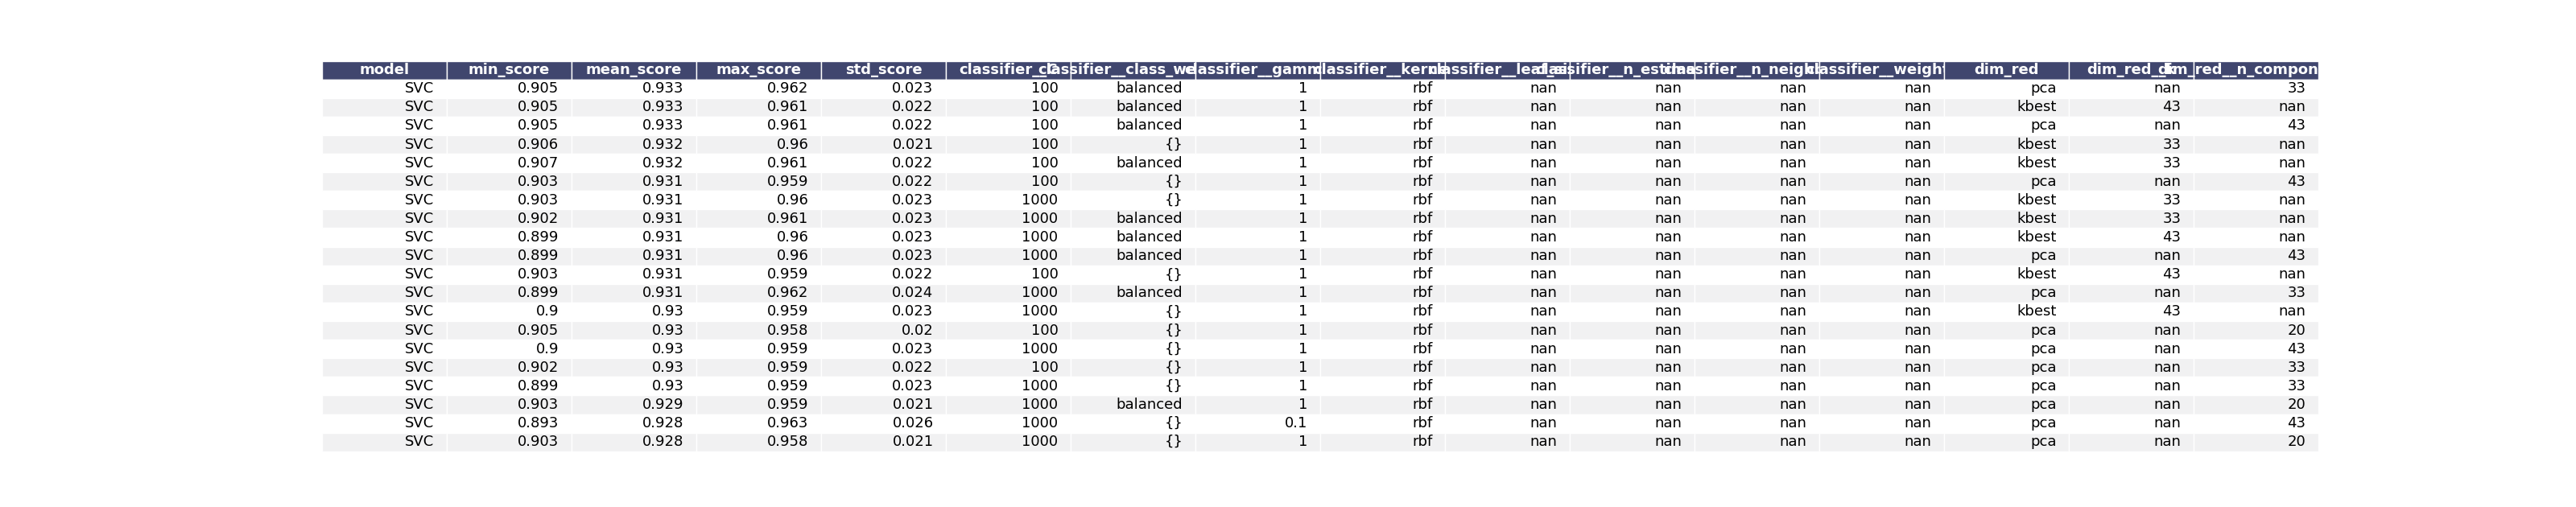 model min_score mean_score max_score std_score classifier__C classifier__class_we classifier__gamm classifier__kerne classifier__leaf_si classifier__n_estima classifier__n_neighb classifier__weight dim_red dim_red__k dim_red__n_compon
SVC 0.905 0.933 0.962 0.023 100 balanced 1 rbf nan nan nan nan pca nan 33
SVC 0.905 0.933 0.961 0.022 100 balanced 1 rbf nan nan nan nan kbest 43 nan
SVC 0.905 0.933 0.961 0.022 100 balanced 1 rbf nan nan nan nan pca nan 43
SVC 0.906 0.932 0.96 0.021 100 {} 1 rbf nan nan nan nan kbest 33 nan
SVC 0.907 0.932 0.961 0.022 100 balanced 1 rbf nan nan nan nan kbest 33 nan
SVC 0.903 0.931 0.959 0.022 100 {} 1 rbf nan nan nan nan pca nan 43
SVC 0.903 0.931 0.96 0.023 1000 {} 1 rbf nan nan nan nan kbest 33 nan
SVC 0.902 0.931 0.961 0.023 1000 balanced 1 rbf nan nan nan nan kbest 33 nan
SVC 0.899 0.931 0.96 0.023 1000 balanced 1 rbf nan nan nan nan kbest 43 nan
SVC 0.899 0.931 0.96 0.023 1000 balanced 1 rbf nan nan nan nan pca nan 43
SVC 0.903 0.931 0.959 0.022 100 {} 1 rbf nan nan nan nan kbest 43 nan
SVC 0.899 0.931 0.962 0.024 1000 balanced 1 rbf nan nan nan nan pca nan 33
SVC 0.9 0.93 0.959 0.023 1000 {} 1 rbf nan nan nan nan kbest 43 nan
SVC 0.905 0.93 0.958 0.02 100 {} 1 rbf nan nan nan nan pca nan 20
SVC 0.9 0.93 0.959 0.023 1000 {} 1 rbf nan nan nan nan pca nan 43
SVC 0.902 0.93 0.959 0.022 100 {} 1 rbf nan nan nan nan pca nan 33
SVC 0.899 0.93 0.959 0.023 1000 {} 1 rbf nan nan nan nan pca nan 33
SVC 0.903 0.929 0.959 0.021 1000 balanced 1 rbf nan nan nan nan pca nan 20
SVC 0.893 0.928 0.963 0.026 1000 {} 0.1 rbf nan nan nan nan pca nan 43
SVC 0.903 0.928 0.958 0.021 1000 {} 1 rbf nan nan nan nan pca nan 20